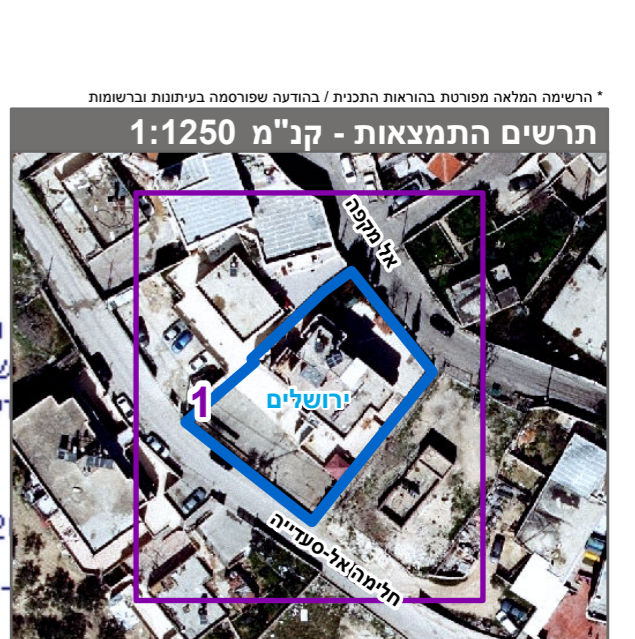 * הרשימה המלאה מפורטת בהוראות התכנית / בהודעה שפורסמה בעיתונות וברשומות
תרשים התמצאות - קנ"מ 1:1250
אל מקפה
1
ירושלים
חלימה אל-סעדייה